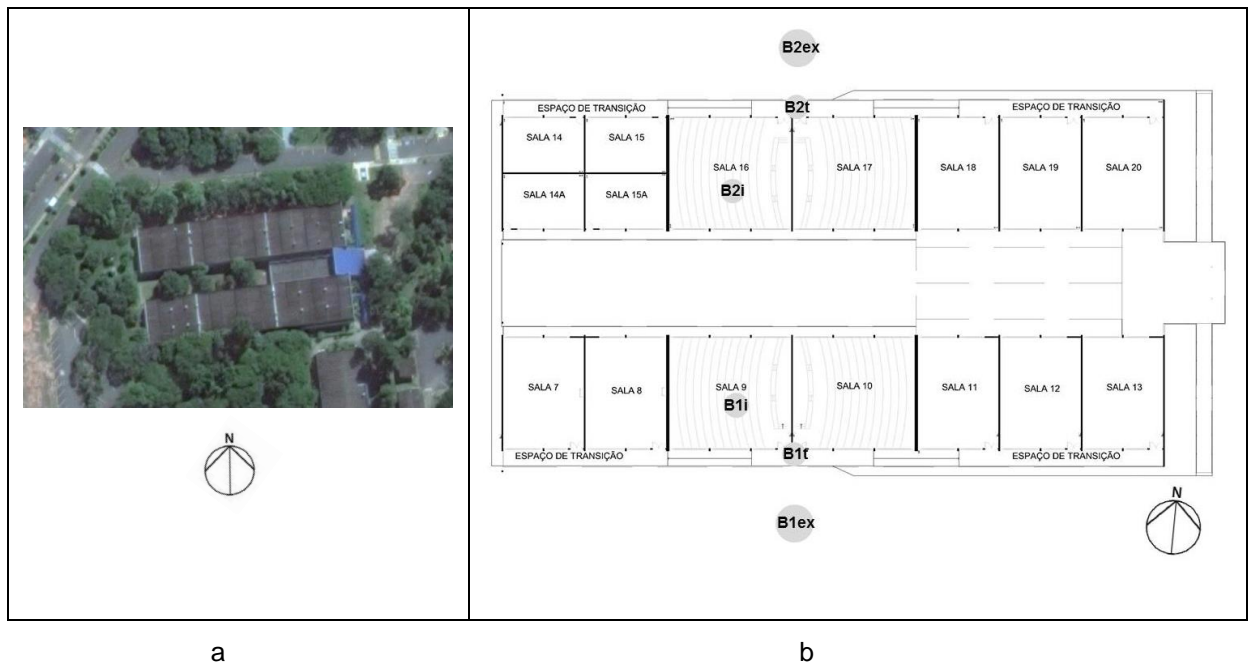 N
B2ex
B2t
ESPAÇO DE TRANSIÇÃO
ESPAÇO DE TRANSIÇÃO
SALA 14
SALA 15
SALA 16
SALA 17
SALA 18
SALA 19
SALA 20
B2i
SALA 14A
SALA 15A
SALA 7
SALA 8
SALA 9
SALA 10
SALA 11
SALA 12
SALA 13
B1i
B1t
ESPAÇO DE TRANSIÇÃO
ESPAÇO DE TRANSIÇÃO
B1ex
N
a
b